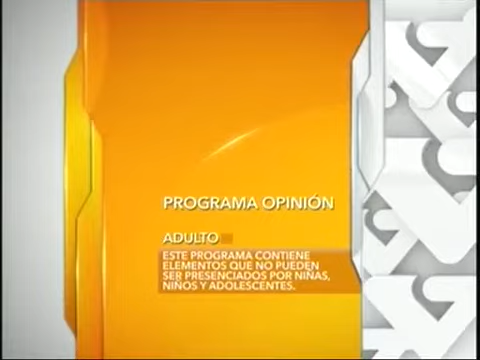 PROGRAMA OPINIÓN
ADULTO
ESTE PROGRAMA CONTIENE
ELEMENTOS QUE NO PUEDEN
SER PRESENCIADOS POR NIÑAS,
NIÑOS Y ADOLESCENTES.